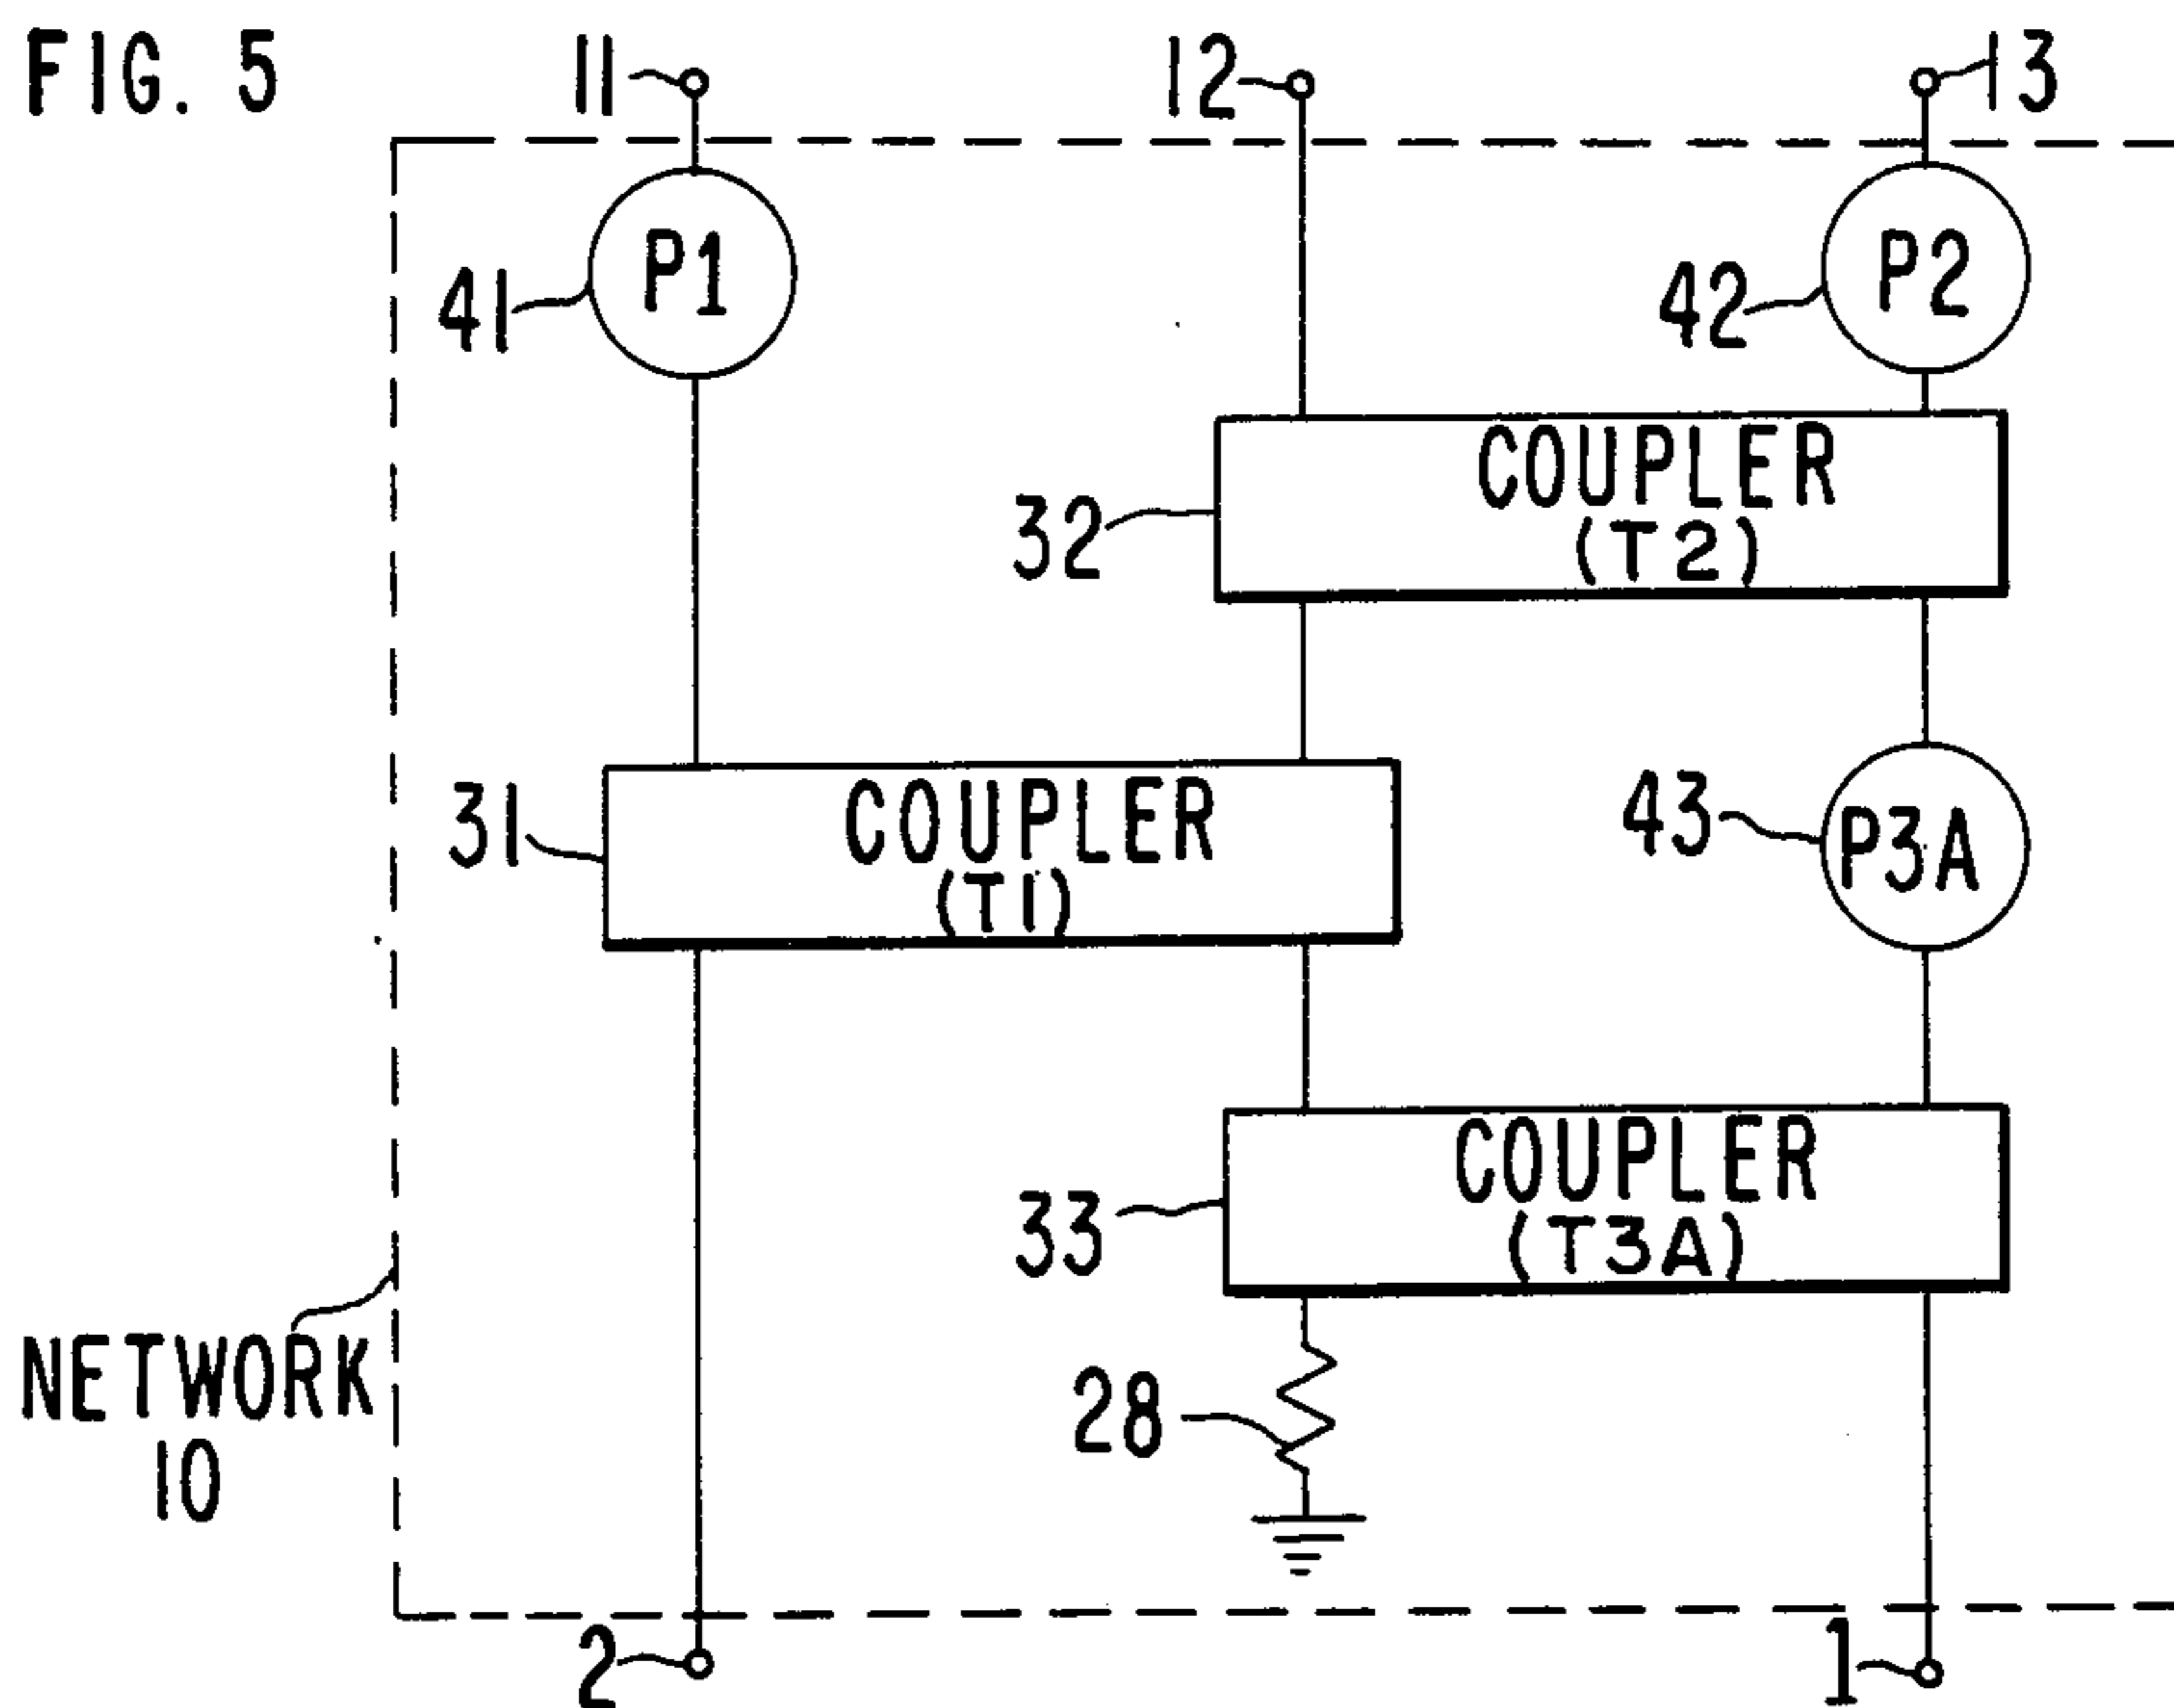 FIG. 5
11
12
13
P1
P2
41
42
COUPLER
(T2)
32
31
COUPLER
(T1)
43
P3A
COUPLER
(T3A)
33
NETWORK
10
28
2
1